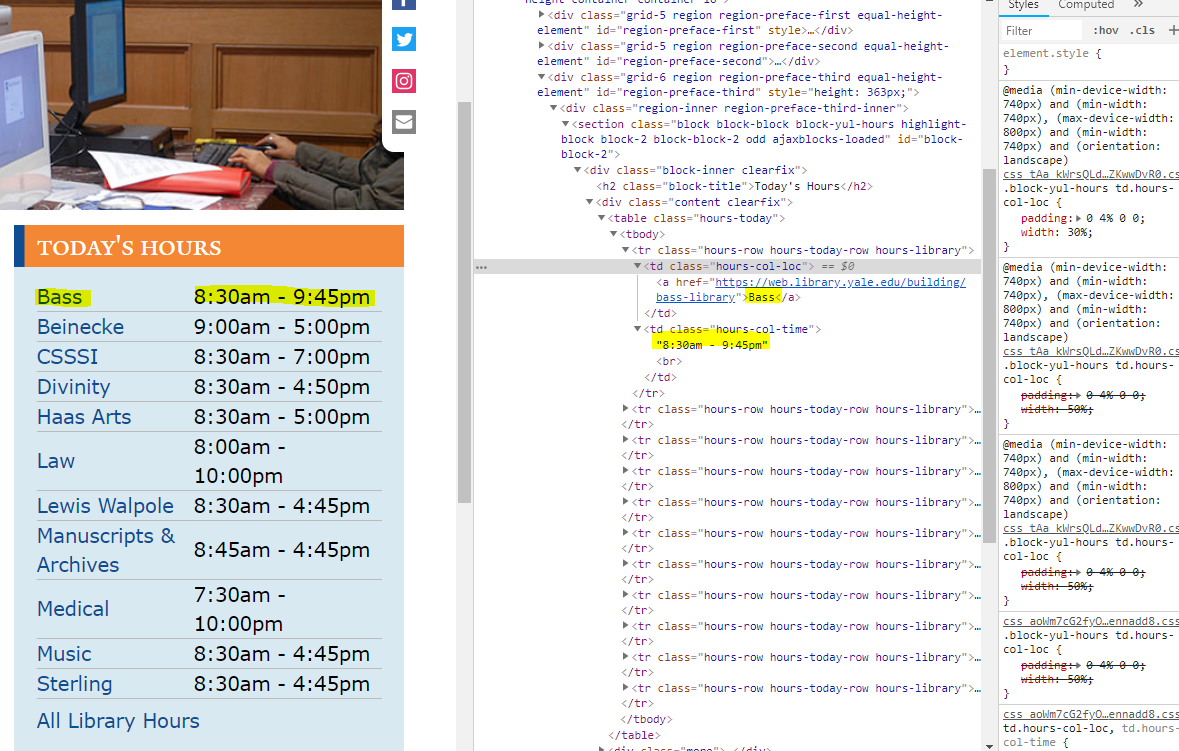 TODAY'S HOURS
Bass 8:30am - 9:45pm
Beinecke 9:00am - 5:00pm
CSSSI 8:30am - 7:00pm
Divinity 8:30am - 4:50pm
Haas Arts 8:30am - 5:00pm
Law 8:00am -
10:00pm
Lewis Walpole 8:30am - 4:45pm
Manuscripts &
Archives 8:45am - 4:45pm
Medical 7:30am -
10:00pm
Music 8:30am - 4:45pm
Sterling 8:30am - 4:45pm
All Library Hours
<div class="grid-5 region region-preface-first equal-height-
element" id="region-preface-first" style>…</div>
<div class="grid-5 region region-preface-second equal-height-
element" id="region-preface-second">…</div>
<div class="grid-6 region region-preface-third equal-height-
element" id="region-preface-third" style="height: 363px;">
<div class="region-inner region-preface-third-inner">
<section class="block block-block block-yul-hours highlight-
block block-2 block-block-2 odd ajaxblocks-loaded" id="block-
block-2">
<div class="block-inner clearfix">
<h2 class="block-title">Today's Hours</h2>
<div class="content clearfix">
<table class="hours-today">
<tbody>
<tr class="hours-row hours-today-row hours-library">
… <td class="hours-col-loc"> == $0
<a href="https://web.library.yale.edu/building/
bass-library">Bass</a>
</td>
<td class="hours-col-time">
"8:30am - 9:45pm"
<br>
</td>
</tr>
<tr class="hours-row hours-today-row hours-library">…
</tr>
<tr class="hours-row hours-today-row hours-library">…
</tr>
<tr class="hours-row hours-today-row hours-library">…
</tr>
<tr class="hours-row hours-today-row hours-library">…
</tr>
<tr class="hours-row hours-today-row hours-library">…
</tr>
<tr class="hours-row hours-today-row hours-library">…
</tr>
<tr class="hours-row hours-today-row hours-library">…
</tr>
<tr class="hours-row hours-today-row hours-library">…
</tr>
<tr class="hours-row hours-today-row hours-library">…
</tr>
<tr class="hours-row hours-today-row hours-library">…
</tr>
</tbody>
</table>
Styles Computed »
Filter :hov .cls +
element.style {
}
@media (min-device-width:
740px) and (min-width:
740px), (max-device-width:
800px) and (min-width:
740px) and (orientation:
landscape)
css_tAa_kWrsQLd…ZKwwDvR0.cs
.block-yul-hours td.hours-
col-loc {
padding: 0 4% 0 0;
width: 30%;
}
@media (min-device-width:
740px) and (min-width:
740px), (max-device-width:
800px) and (min-width:
740px) and (orientation:
landscape)
css_tAa_kWrsQLd…ZKwwDvR0.cs
.block-yul-hours td.hours-
col-loc {
padding: 0 4% 0 0;
width: 50%;
}
@media (min-device-width:
740px) and (min-width:
740px), (max-device-width:
800px) and (min-width:
740px) and (orientation:
landscape)
css_tAa_kWrsQLd…ZKwwDvR0.cs
.block-yul-hours td.hours-
col-loc {
padding: 0 4% 0 0;
width: 50%;
}
css_aoWm7cG2fyO…ennadd8.css
.block-yul-hours td.hours-
col-loc {
padding: 0 4% 0 0;
width: 50%;
}
css_aoWm7cG2fyO…ennadd8.css
td.hours-col-loc, td.hours-
col-time {